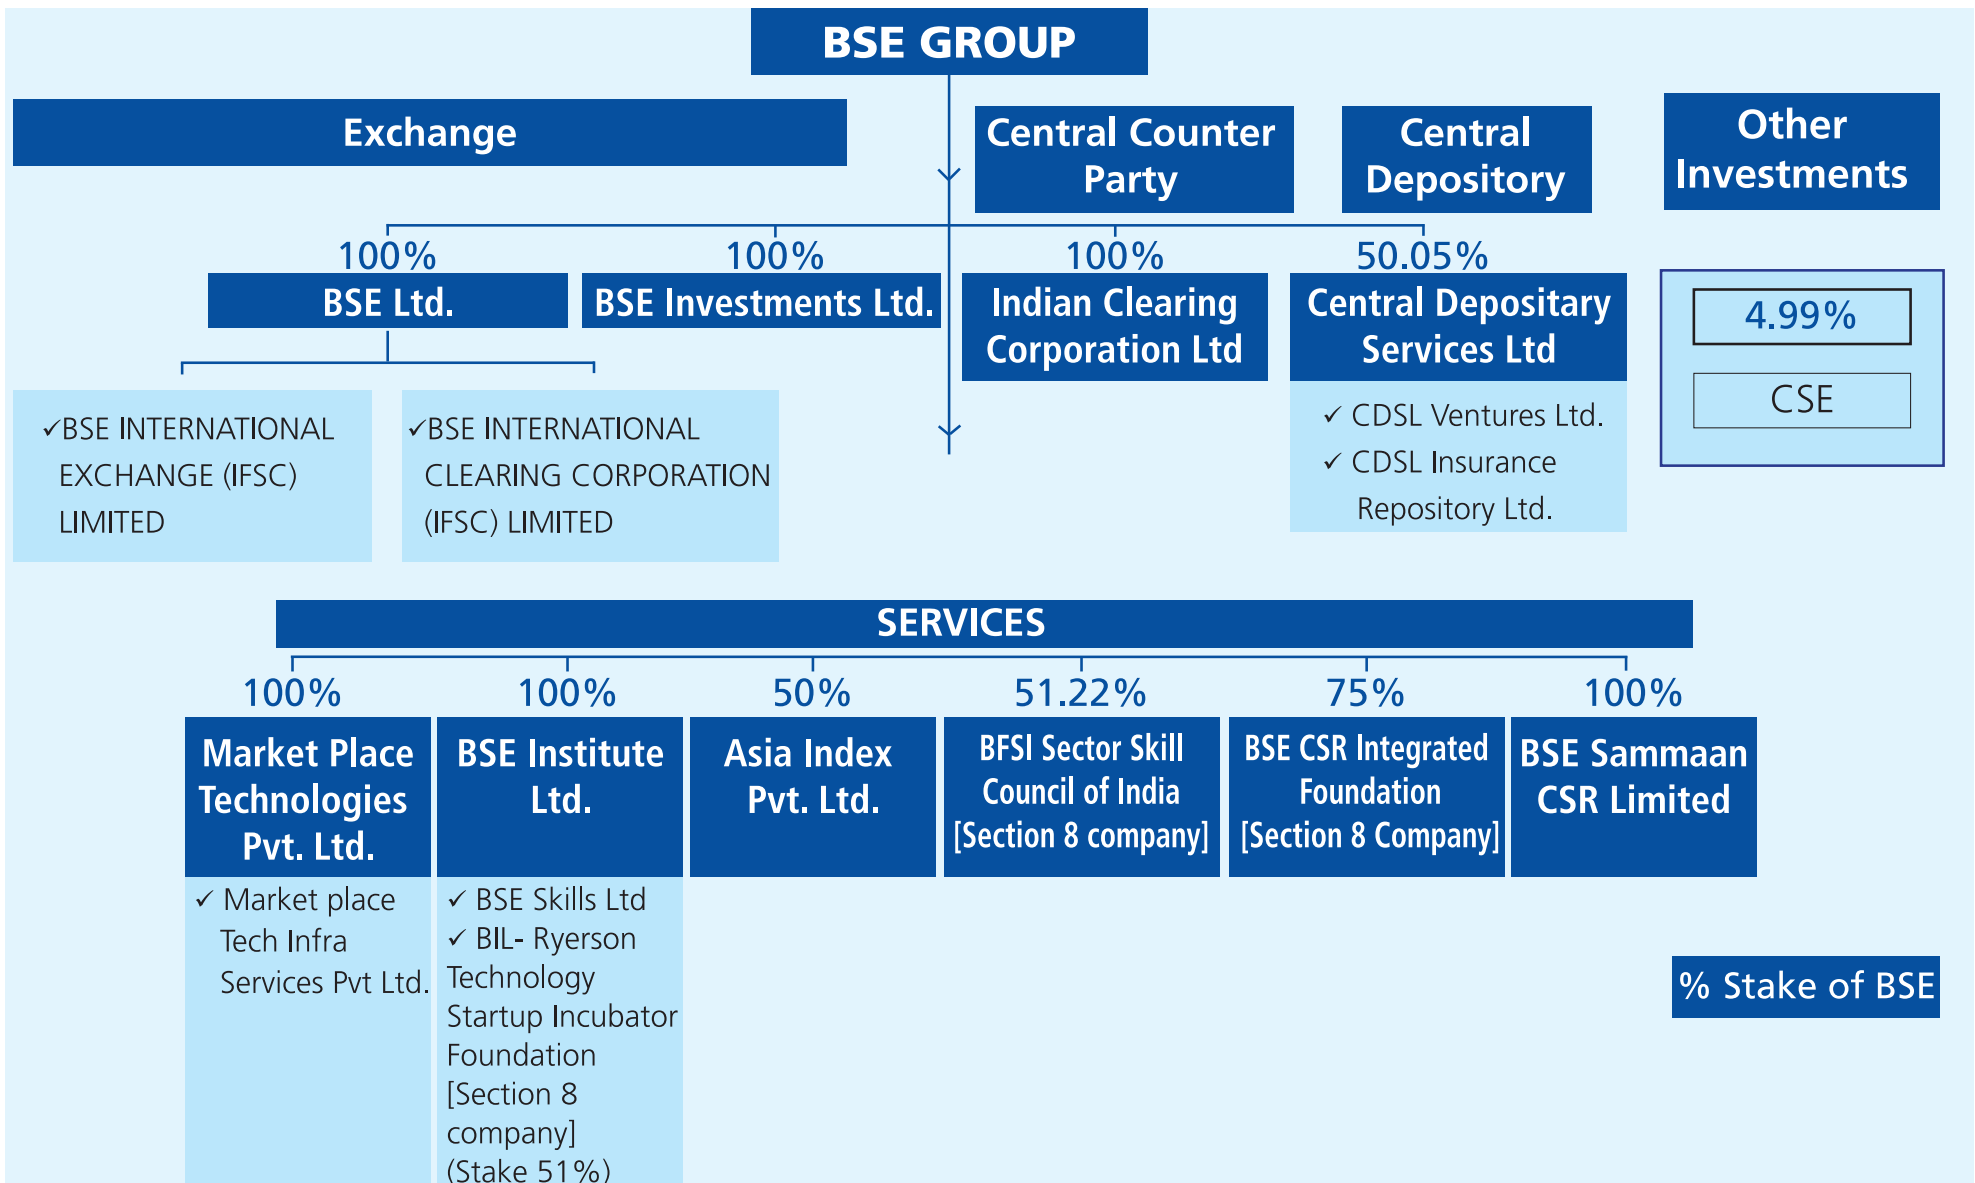 BSE GROUP
Exchange
Central Counter
Party
Central
Depository
Other
Investments
100%
BSE Ltd.
100%
BSE Investments Ltd.
100%
Indian Clearing
Corporation Ltd
50.05%
Central Depositary
Services Ltd
4.99%
CSE
✓BSE INTERNATIONAL
EXCHANGE (IFSC)
LIMITED
✓BSE INTERNATIONAL
CLEARING CORPORATION
(IFSC) LIMITED
✓ CDSL Ventures Ltd.
✓ CDSL Insurance
Repository Ltd.
SERVICES
100%
Market Place
Technologies
Pvt. Ltd.
✓ Market place
Tech Infra
Services Pvt Ltd.
100%
BSE Institute
Ltd.
✓ BSE Skills Ltd
✓ BIL- Ryerson
Technology
Startup Incubator
Foundation
[Section 8
company]
(Stake 51%)
50%
Asia Index
Pvt. Ltd.
51.22%
BFSI Sector Skill
Council of India
[Section 8 company]
75%
BSE CSR Integrated
Foundation
[Section 8 Company]
100%
BSE Sammaan
CSR Limited
% Stake of BSE